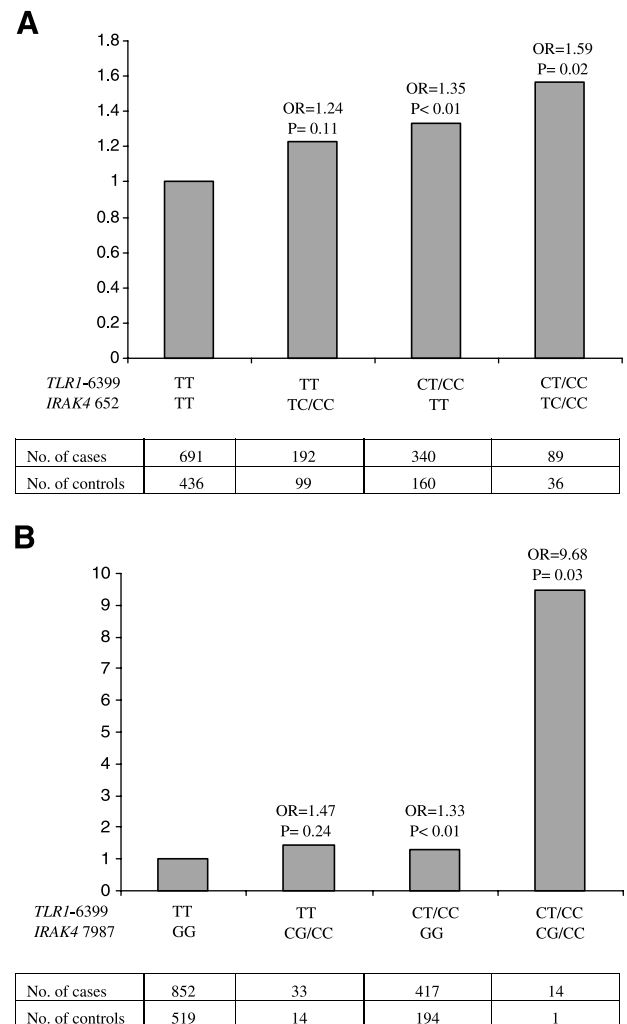 A
1.8
1.6
1.4
1.2
1
0.8
0.6
0.4
0.2
0
OR=1.24
P= 0.11
OR=1.35
P< 0.01
OR=1.59
P= 0.02
TLR1-6399 TT TT CT/CC CT/CC
IRAK4 652 TT TC/CC TT TC/CC
No. of cases 691 192 340 89
No. of controls 436 99 160 36
B
10
9
8
7
6
5
4
3
2
1
0
OR=1.47
P= 0.24
OR=1.33
P< 0.01
OR=9.68
P= 0.03
TLR1-6399 TT TT CT/CC CT/CC
IRAK4 7987 GG CG/CC GG CG/CC
No. of cases 852 33 417 14
No. of controls 519 14 194 1